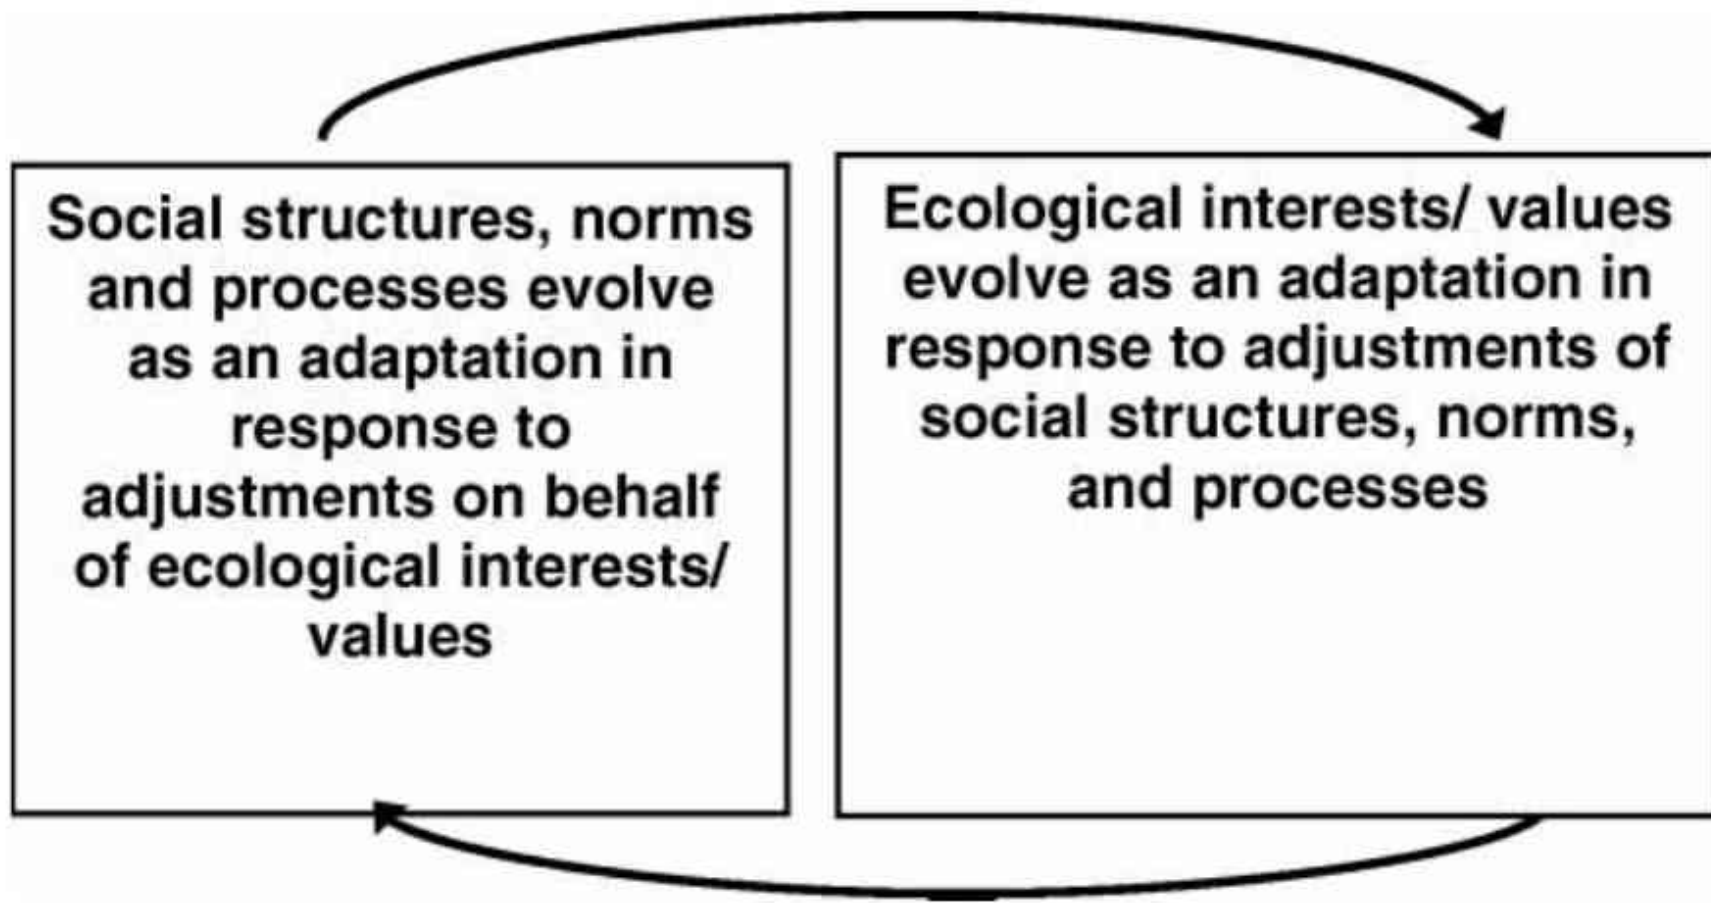 Social structures, norms
and processes evolve
as an adaptation in
response to
adjustments on behalf
of ecological interests/
values
Ecological interests/ values
evolve as an adaptation in
response to adjustments of
social structures, norms,
and processes